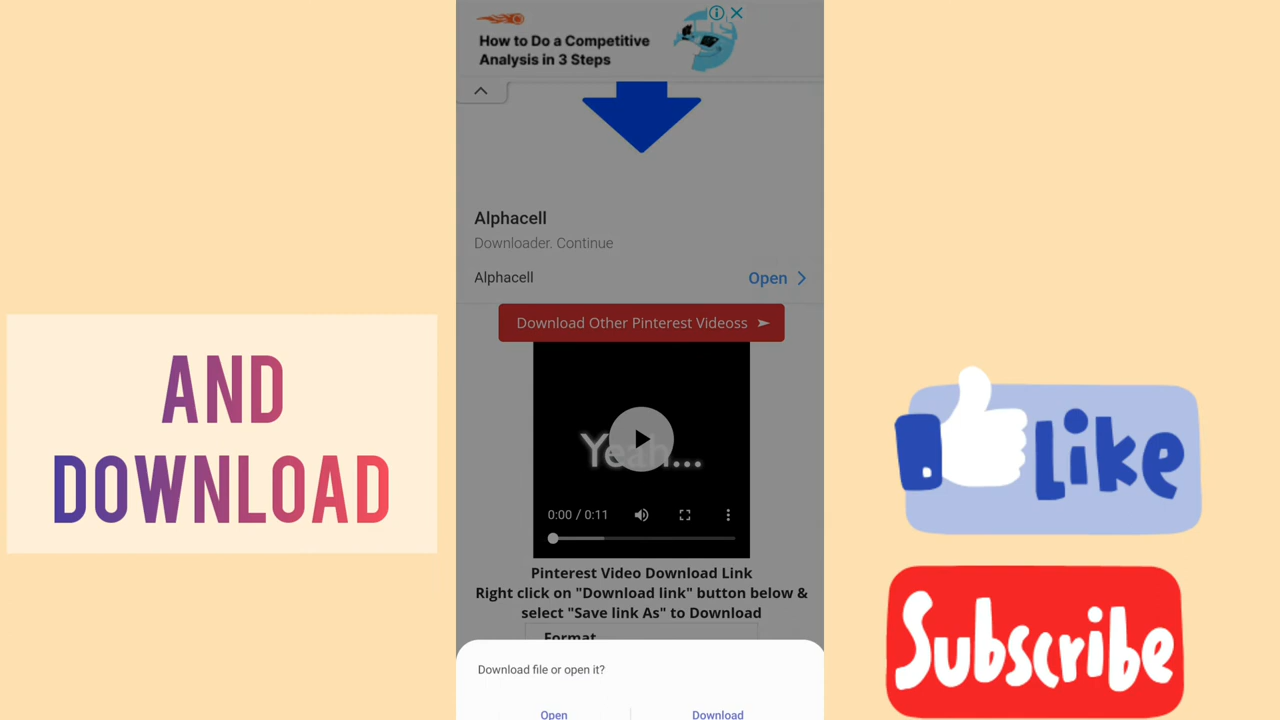 How to Do a Competitive
Analysis in 3 Steps
Alphacell
Downloader. Continue
Alphacell
Open
Download Other Pinterest Videoss
AND
DOWNLOAD
Yeah...
0:00 / 0:11
Like
Pinterest Video Download Link
Right click on "Download link" button below &
select "Save link As" to Download
Format
Subscribe
Download file or open it?
Open
Download